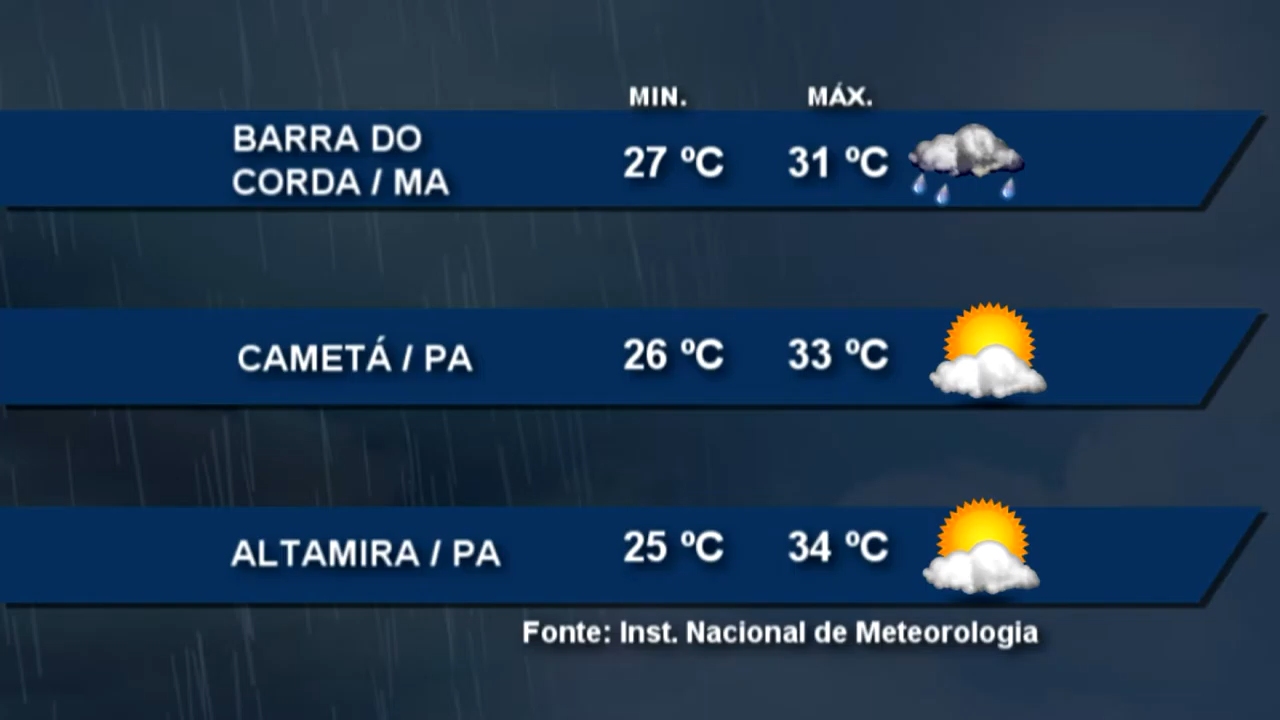 MIN. MÁX.
BARRA DO
CORDA / MA 27 ºC 31 ºC
CAMETÁ / PA 26 ºC 33 ºC
ALTAMIRA / PA 25 ºC 34 ºC
Fonte: Inst. Nacional de Meteorologia